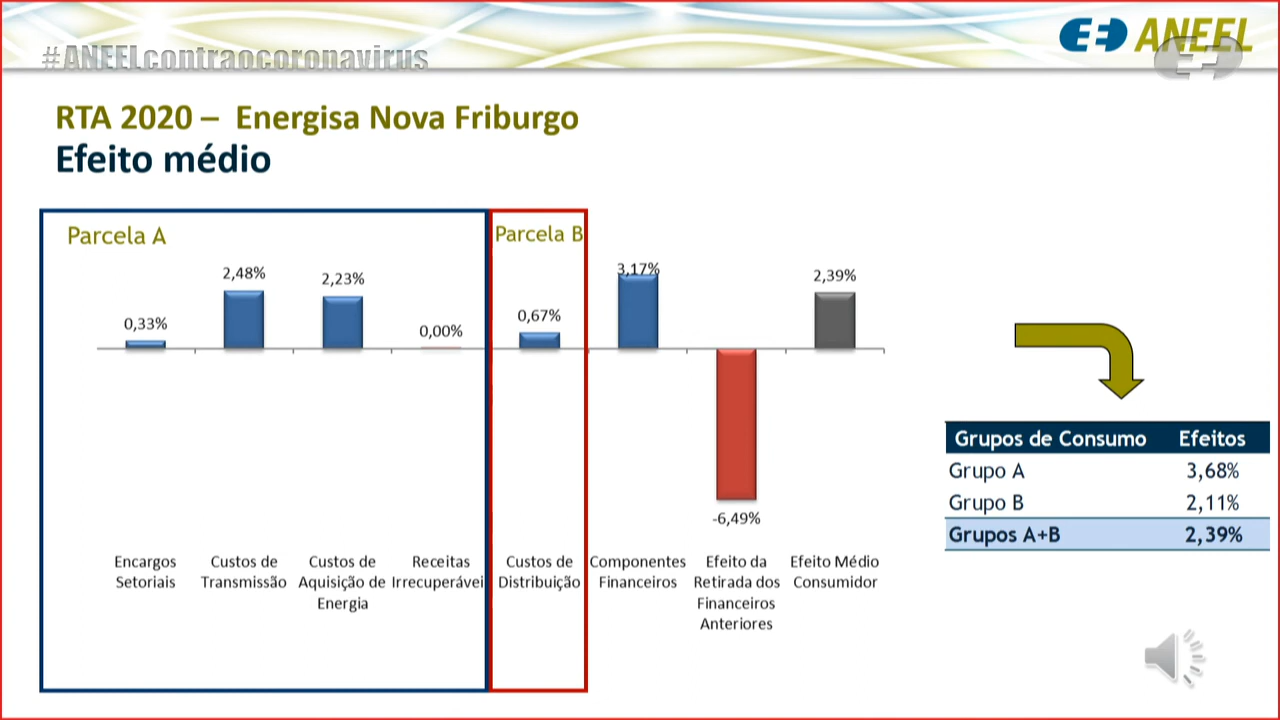 #ANEELcontraocoronavirus
ANEEL
RTA 2020 – Energisa Nova Friburgo
Efeito médio
Parcela A
Parcela B
0,33%
2,48%
2,23%
0,00%
0,67%
3,17%
-6,49%
2,39%
Encargos
Setoriais
Custos de
Transmissão
Custos de
Aquisição de
Energia
Receitas
Irrecuperávei
Custos de
Distribuição
Componentes
Financeiros
Efeito da
Retirada dos
Financeiros
Anteriores
Efeito Médio
Consumidor
Grupos de Consumo Efeitos
Grupo A 3,68%
Grupo B 2,11%
Grupos A+B 2,39%